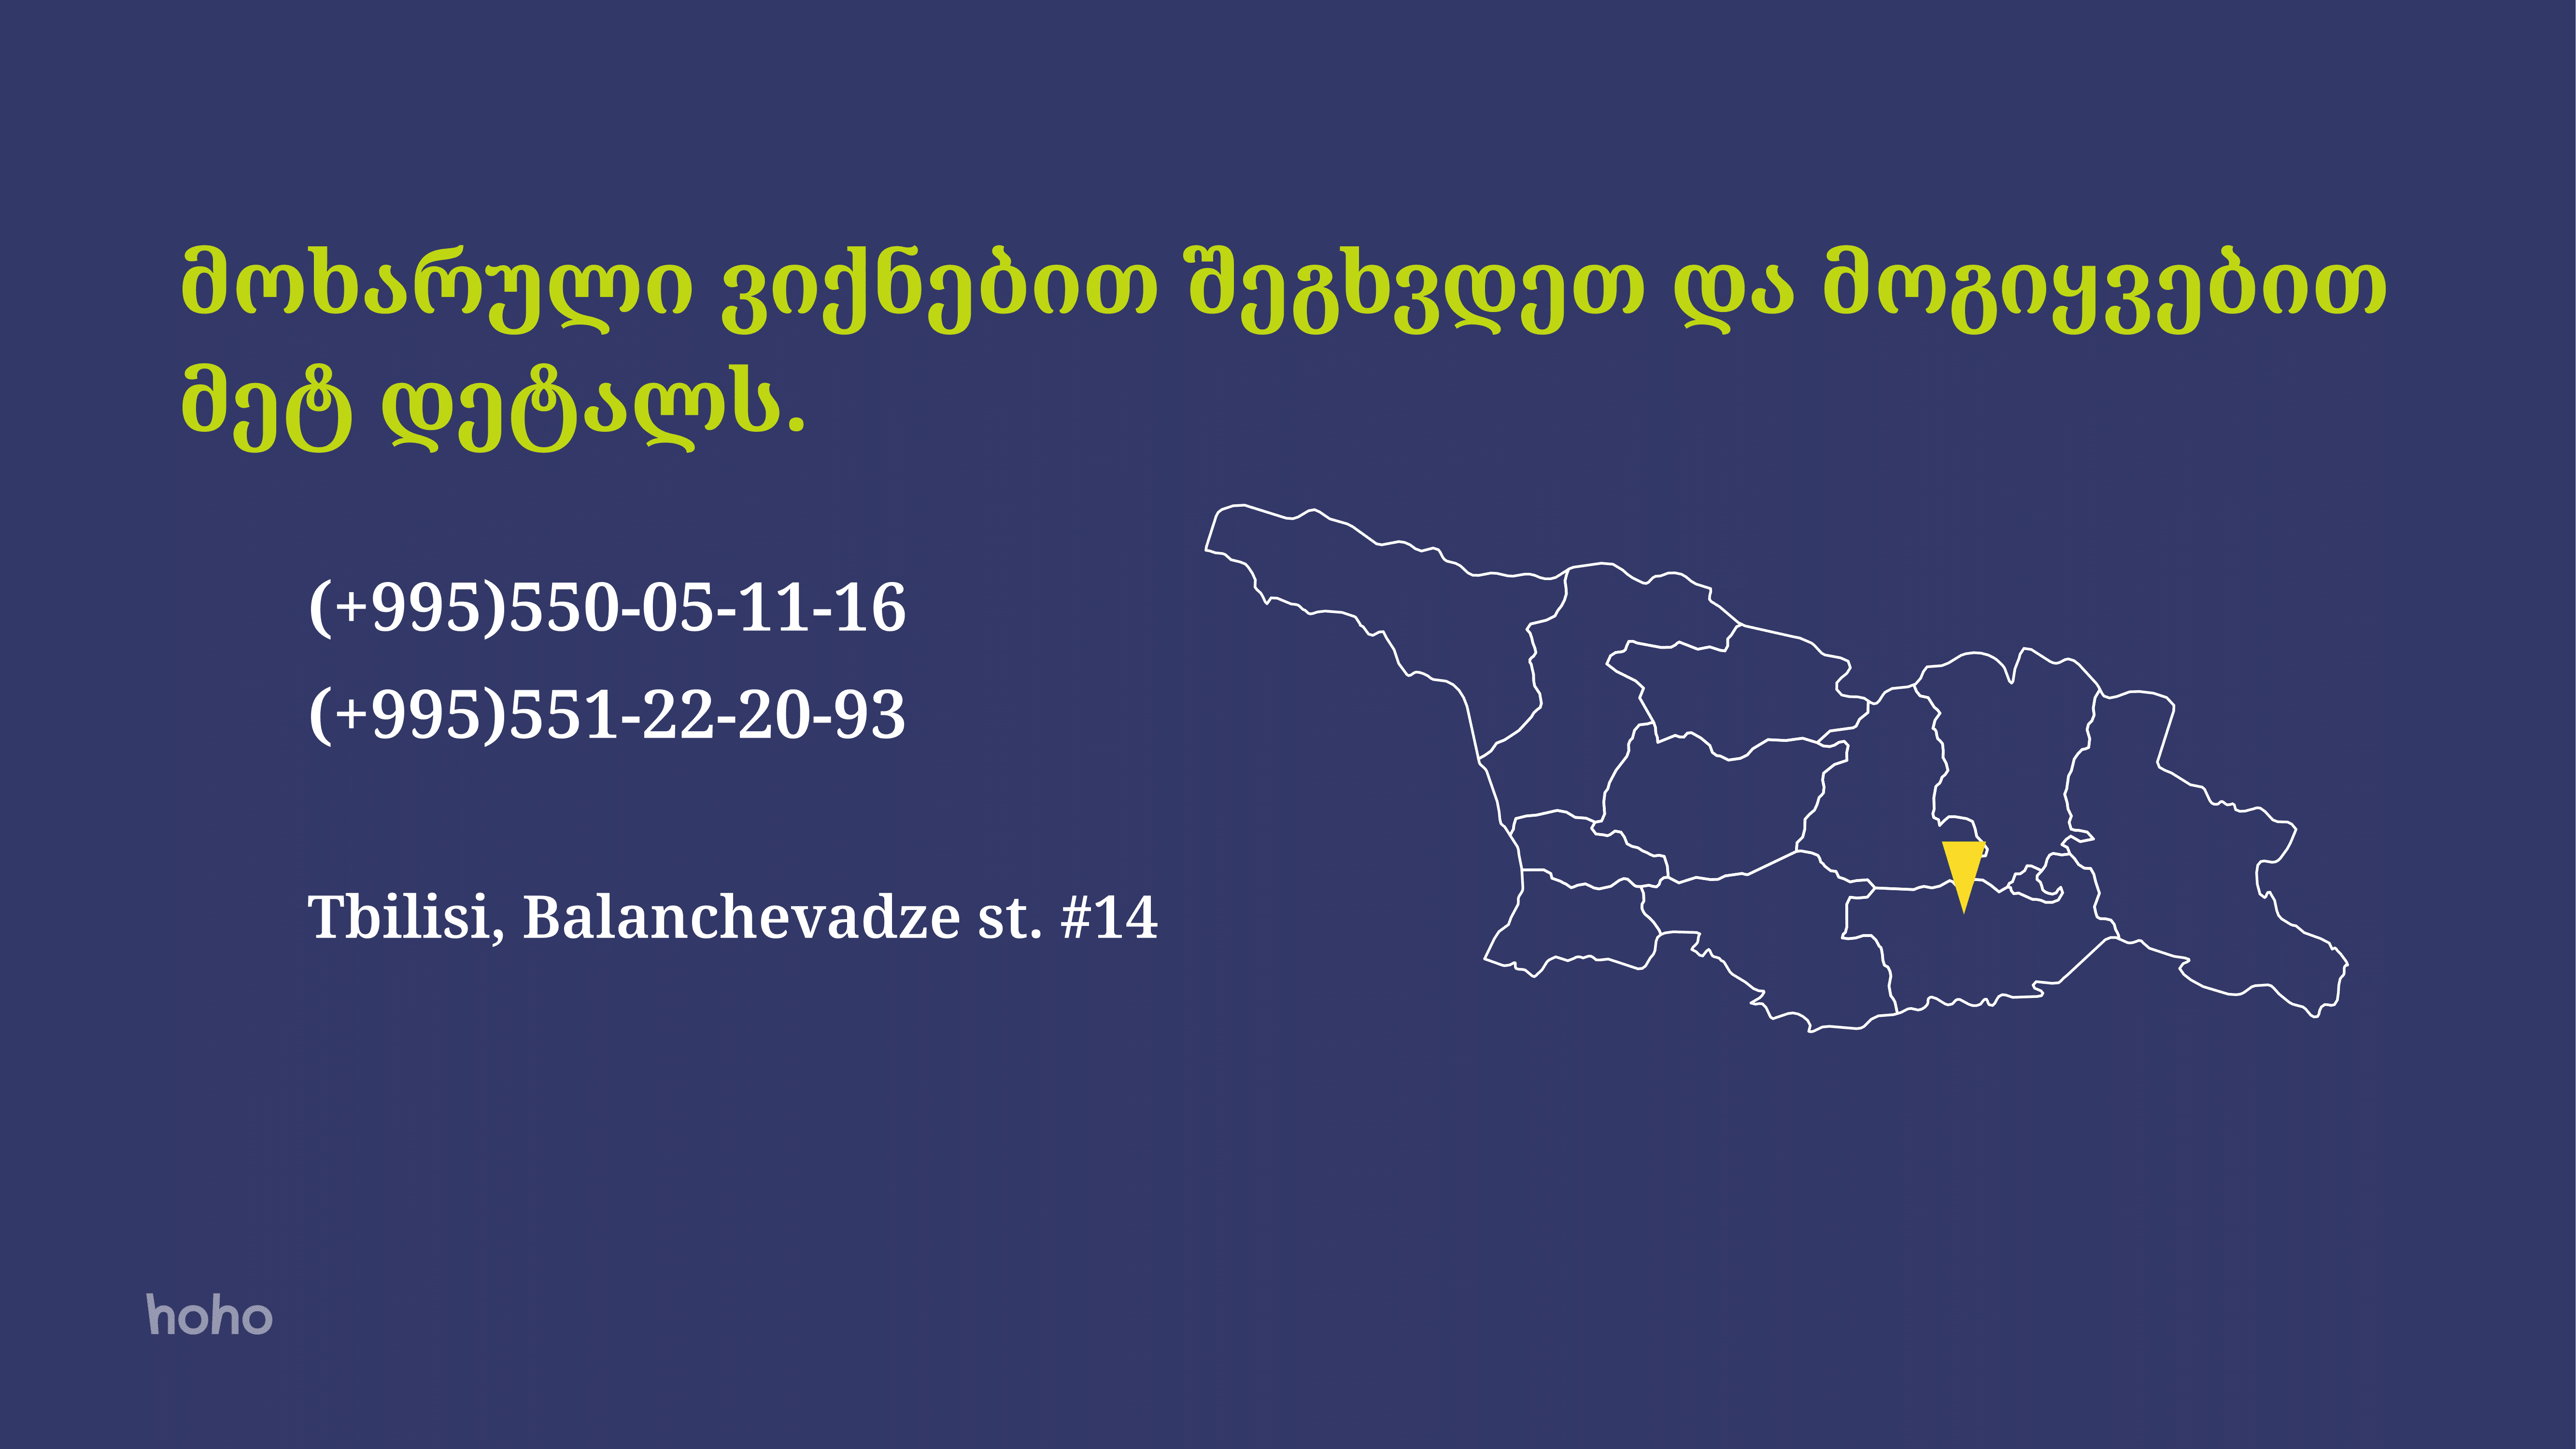 მოხარული ვიქნებით შეგხვდეთ და მოგიყვებით
მეტ დეტალს.
(+995)550-05-11-16
(+995)551-22-20-93
Tbilisi, Balanchevadze st. #14
hoho